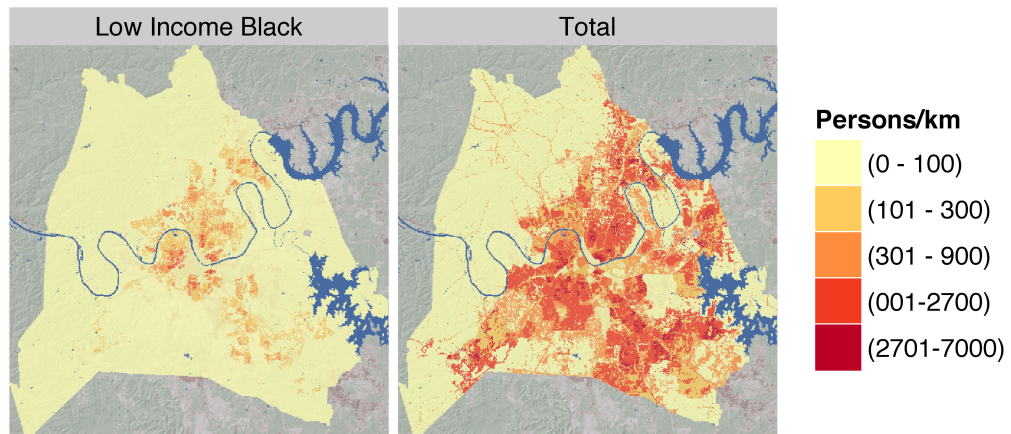 Low Income Black
Total
Persons/km
(0 - 100)
(101 - 300)
(301 - 900)
(001-2700)
(2701-7000)